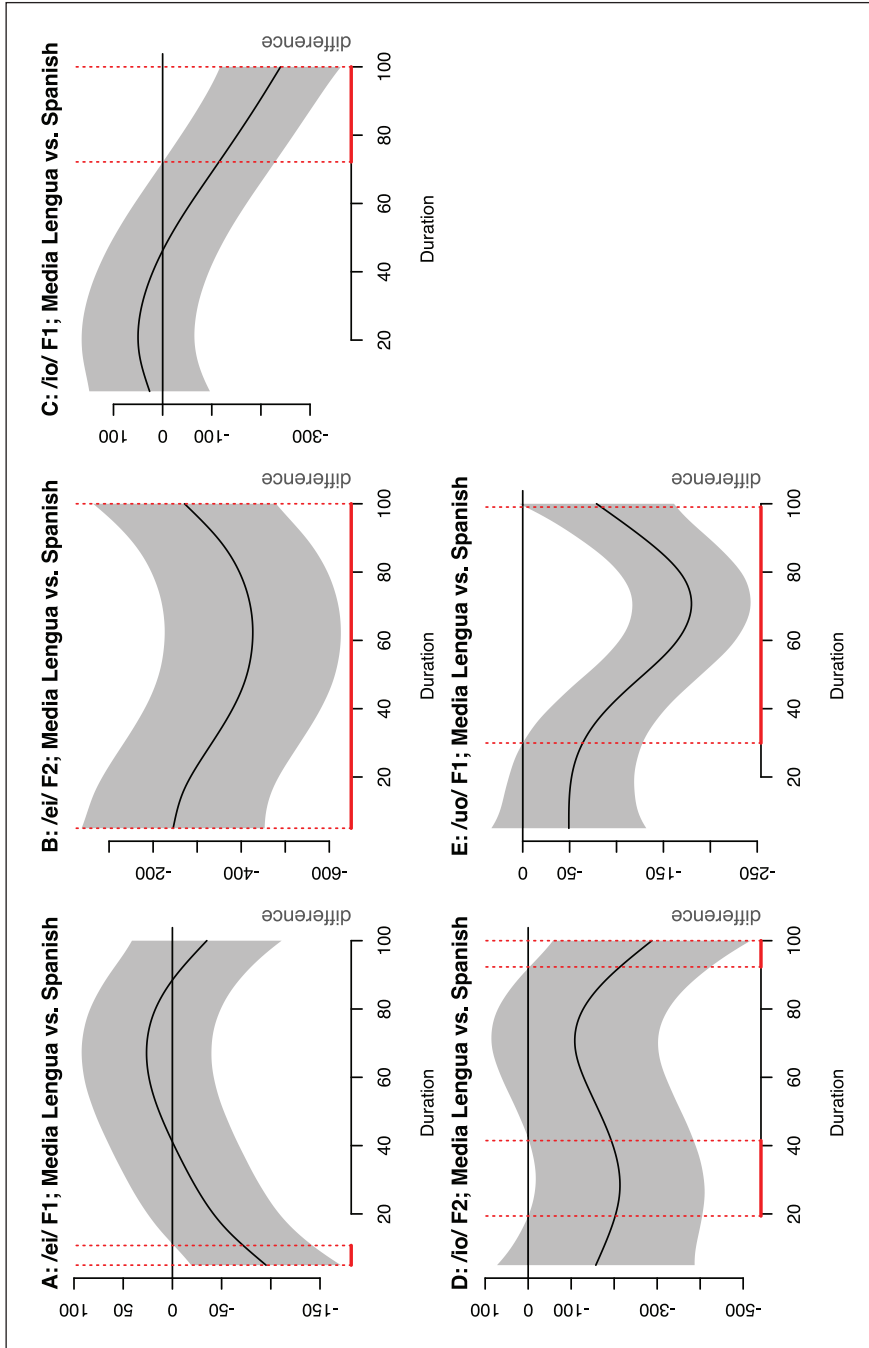 A: /ei/ F1; Media Lengua vs. Spanish
100
50
0
-50
-150
20 40 60 80 100
Duration
difference
B: /ei/ F2; Media Lengua vs. Spanish
-200
-400
-600
20 40 60 80 100
Duration
difference
C: /io/ F1; Media Lengua vs. Spanish
100
0
-100
-300
20 40 60 80 100
Duration
difference
D: /io/ F2; Media Lengua vs. Spanish
100
0
-100
-300
-500
20 40 60 80 100
Duration
difference
E: /uo/ F1; Media Lengua vs. Spanish
0
-50
-150
-250
20 40 60 80 100
Duration
difference